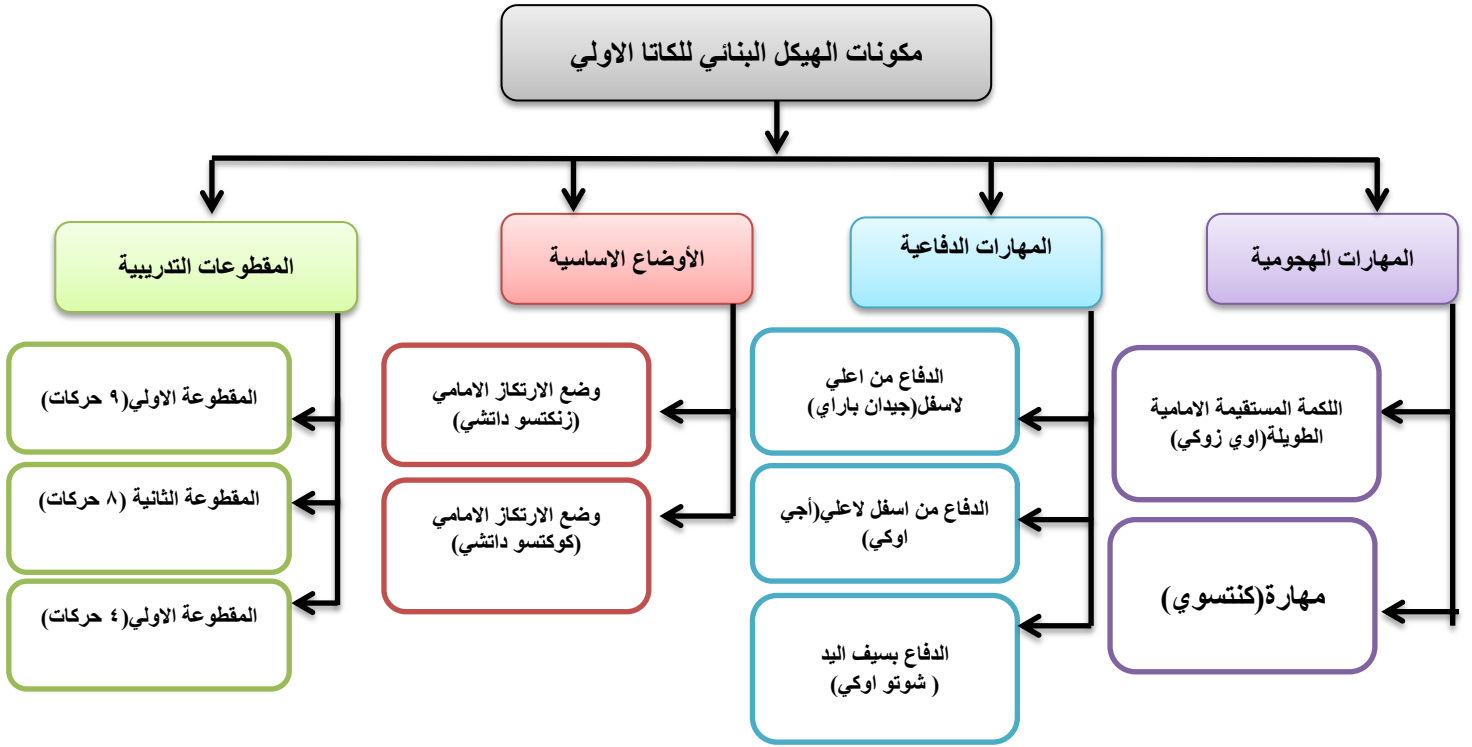 مكونات الهيكل البنائي للكاتا الاولي
المهارات الهجومية
اللكمة المستقيمة الامامية
الطويلة(اوي زوكي)
مهارة(كنتسوي)
المهارات الدفاعية
الدفاع من اعلي
لاسفل(جيدان باراي)
الدفاع من اسفل لاعلي(أجي
اوكي)
الدفاع بسيف اليد
( شوتو اوكي)
الأوضاع الاساسية
وضع الارتكاز الامامي
(زنكتسو داتشي)
وضع الارتكاز الامامي
(كوكتسو داتشي)
المقطوعات التدريبية
المقطوعة الاولي(٩ حركات)
المقطوعة الثانية (٨ حركات)
المقطوعة الاولي(٤ حركات)